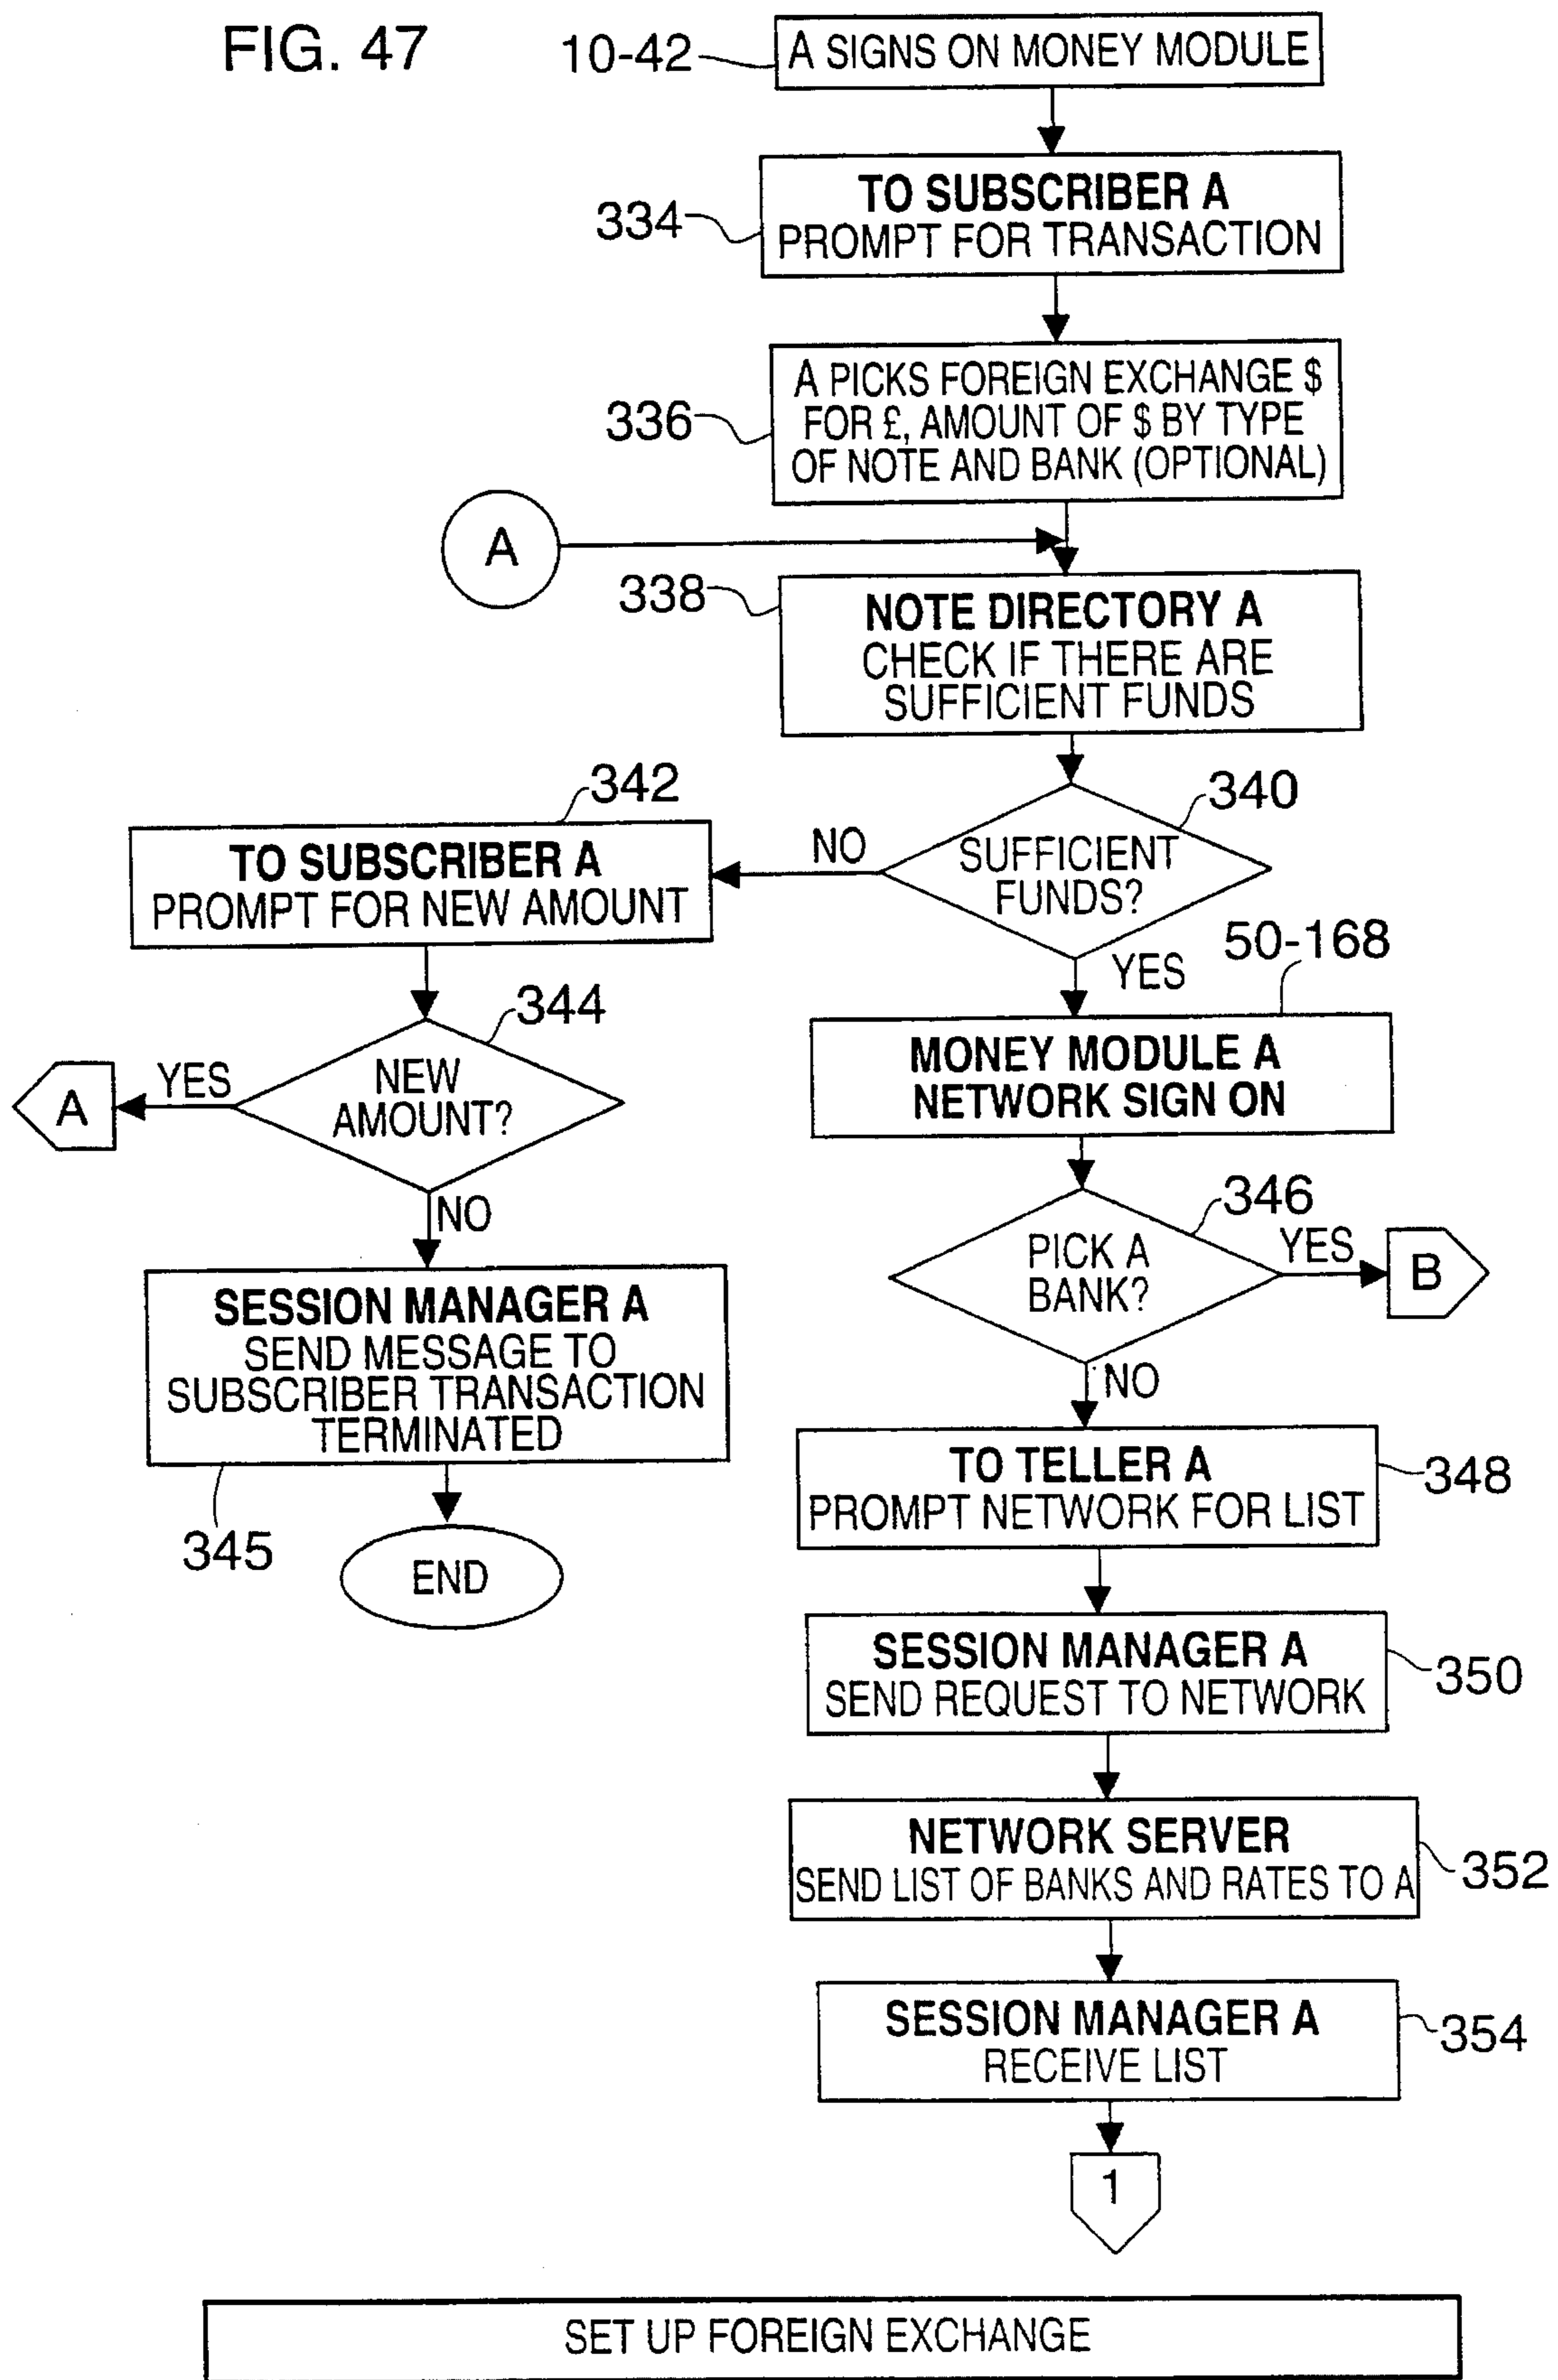 FIG. 47
10-42
A SIGNS ON MONEY MODULE
334
TO SUBSCRIBER A
PROMPT FOR TRANSACTION
336
A PICKS FOREIGN EXCHANGE $
FOR £, AMOUNT OF $ BY TYPE
OF NOTE AND BANK (OPTIONAL)
A
338
NOTE DIRECTORY A
CHECK IF THERE ARE
SUFFICIENT FUNDS
340
SUFFICIENT
FUNDS?
NO
YES
342
TO SUBSCRIBER A
PROMPT FOR NEW AMOUNT
344
NEW
AMOUNT?
YES
A
NO
SESSION MANAGER A
SEND MESSAGE TO
SUBSCRIBER TRANSACTION
TERMINATED
345
END
50-168
MONEY MODULE A
NETWORK SIGN ON
346
PICK A
BANK?
YES
B
NO
TO TELLER A
PROMPT NETWORK FOR LIST
348
SESSION MANAGER A
SEND REQUEST TO NETWORK
350
NETWORK SERVER
SEND LIST OF BANKS AND RATES TO A
352
SESSION MANAGER A
RECEIVE LIST
354
1
SET UP FOREIGN EXCHANGE